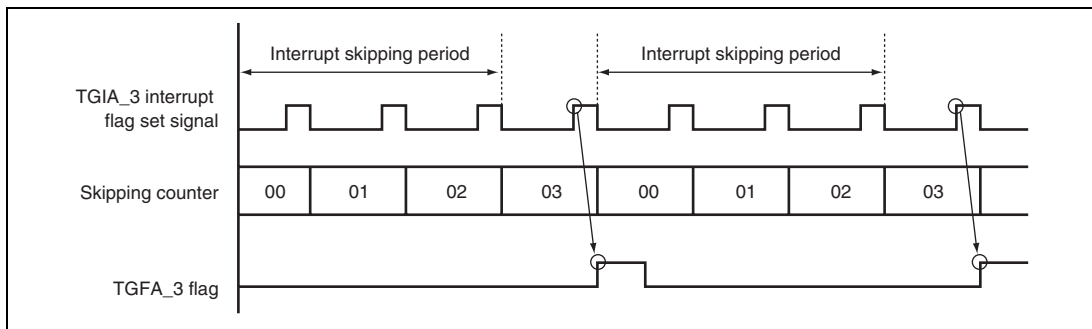 Interrupt skipping period
Interrupt skipping period
TGIA_3 interrupt
flag set signal
Skipping counter
00 01 02 03 00 01 02 03
TGFA_3 flag